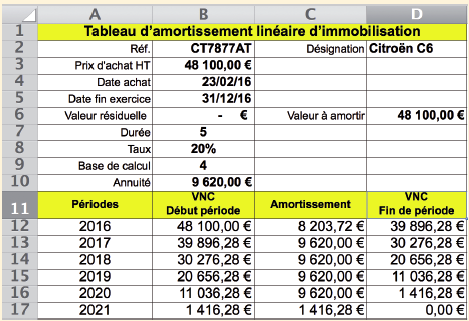 A B C D
1 Tableau d'amortissement linéaire d'immobilisation
2 Réf. CT7877AT Désignation Citroën C6
3 Prix d'achat HT 48 100,00 €
4 Date achat 23/02/16
5 Date fin exercice 31/12/16
6 Valeur résiduelle - € Valeur à amortir 48 100,00 €
7 Durée 5
8 Taux 20%
9 Base de calcul 4
10 Annuité 9 620,00 €
11 Périodes VNC Début période Amortissement VNC Fin de période
12 2016 48 100,00 € 8 203,72 € 39 896,28 €
13 2017 39 896,28 € 9 620,00 € 30 276,28 €
14 2018 30 276,28 € 9 620,00 € 20 656,28 €
15 2019 20 656,28 € 9 620,00 € 11 036,28 €
16 2020 11 036,28 € 9 620,00 € 1 416,28 €
17 2021 1 416,28 € 1 416,28 € 0,00 €